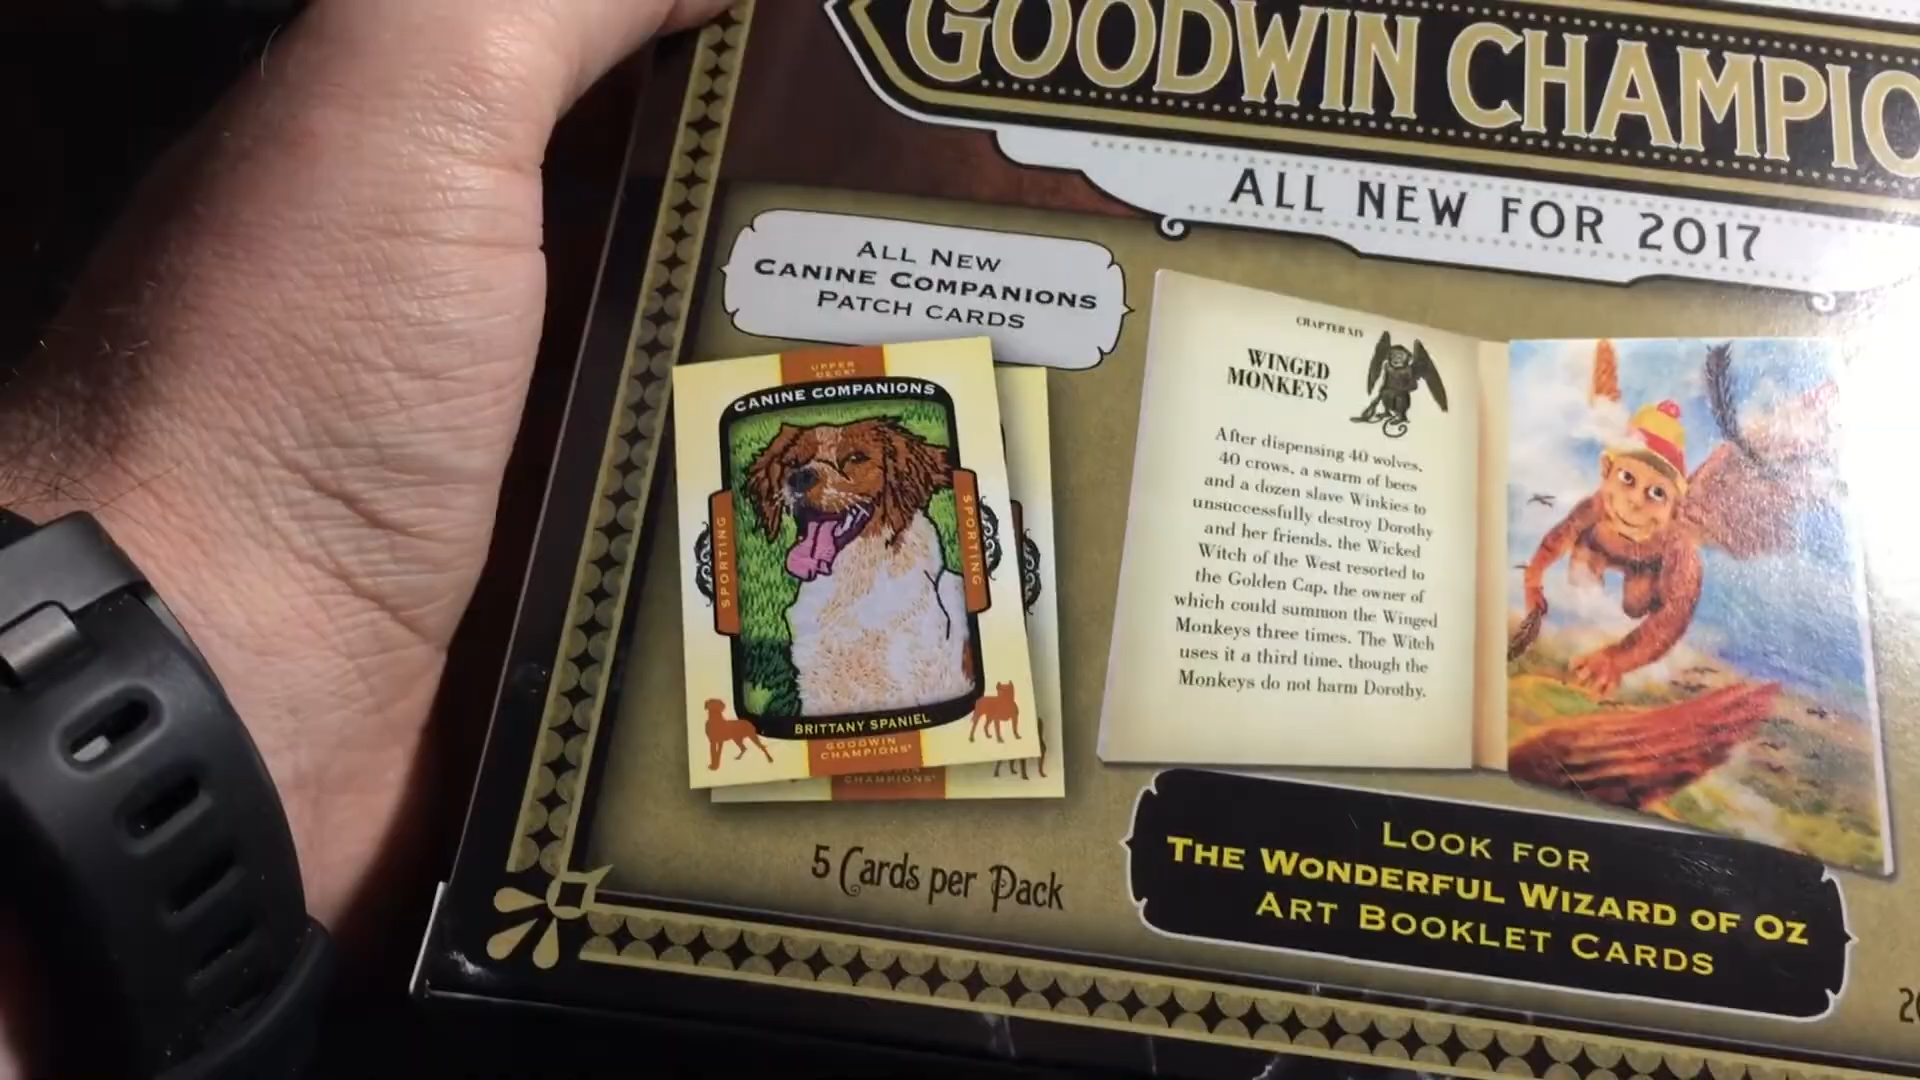 GOODWIN CHAMPIO
ALL NEW FOR 2017
ALL NEW
CANINE COMPANIONS
PATCH CARDS
UPPER
DECK
CANINE COMPANIONS
SPORTING
SPORTING
BRITTANY SPANIEL
GOODWIN
CHAMPIONS
CHAMPIONS
5 Cards per Pack
CHAPTER XIV
WINGED
MONKEYS
After dispensing 40 wolves,
40 crows, a swarm of bees
and a dozen slave Winkies to
unsuccessfully destroy Dorothy
and her friends, the Wicked
Witch of the West resorted to
the Golden Cap, the owner of
which could summon the Winged
Monkeys three times. The Witch
uses it a third time, though the
Monkeys do not harm Dorothy.
LOOK FOR
THE WONDERFUL WIZARD OF OZ
ART BOOKLET CARDS